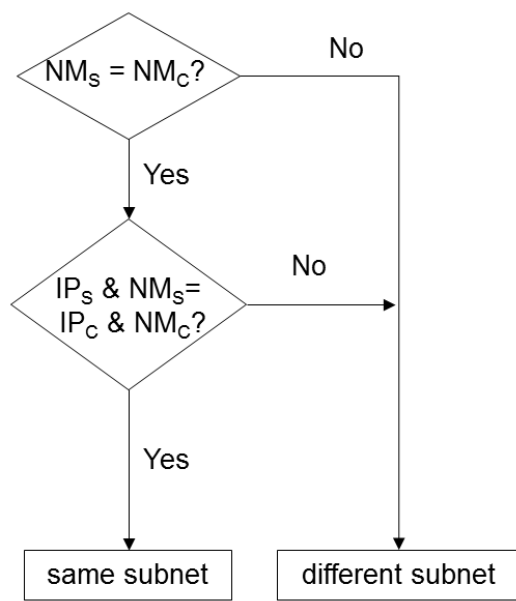 NMS = NMC?
No
Yes
IPS & NMS=
IPC & NMC?
No
Yes
same subnet
different subnet